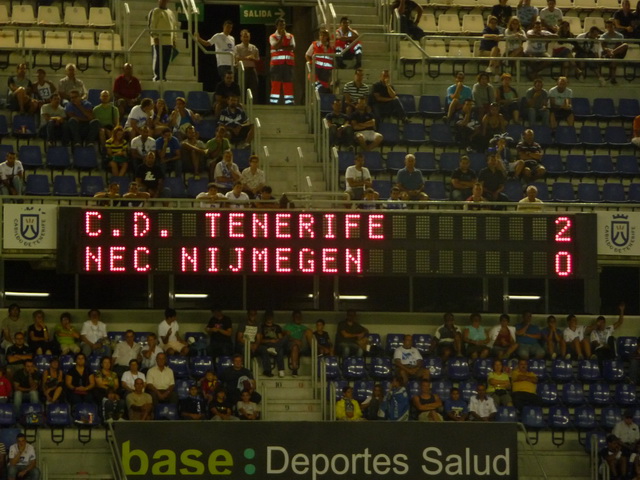 SALIDA
C.D. TENERIFE 2
NEC NIJMEGEN 0
base: Deportes Salud